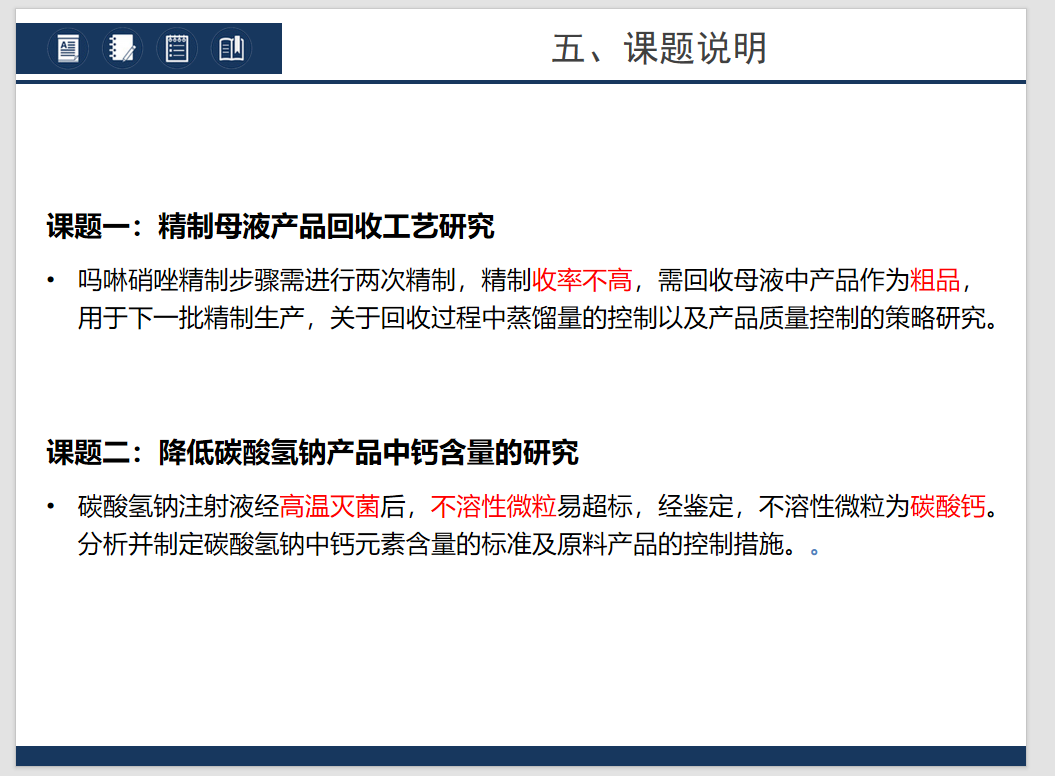 五、课题说明
课题一：精制母液产品回收工艺研究
• 吗啉硝唑精制步骤需进行两次精制，精制收率不高，需回收母液中产品作为粗品，
用于下一批精制生产，关于回收过程中蒸馏量的控制以及产品质量控制的策略研究。
课题二：降低碳酸氢钠产品中钙含量的研究
• 碳酸氢钠注射液经高温灭菌后，不溶性微粒易超标，经鉴定，不溶性微粒为碳酸钙。
分析并制定碳酸氢钠中钙元素含量的标准及原料产品的控制措施。。